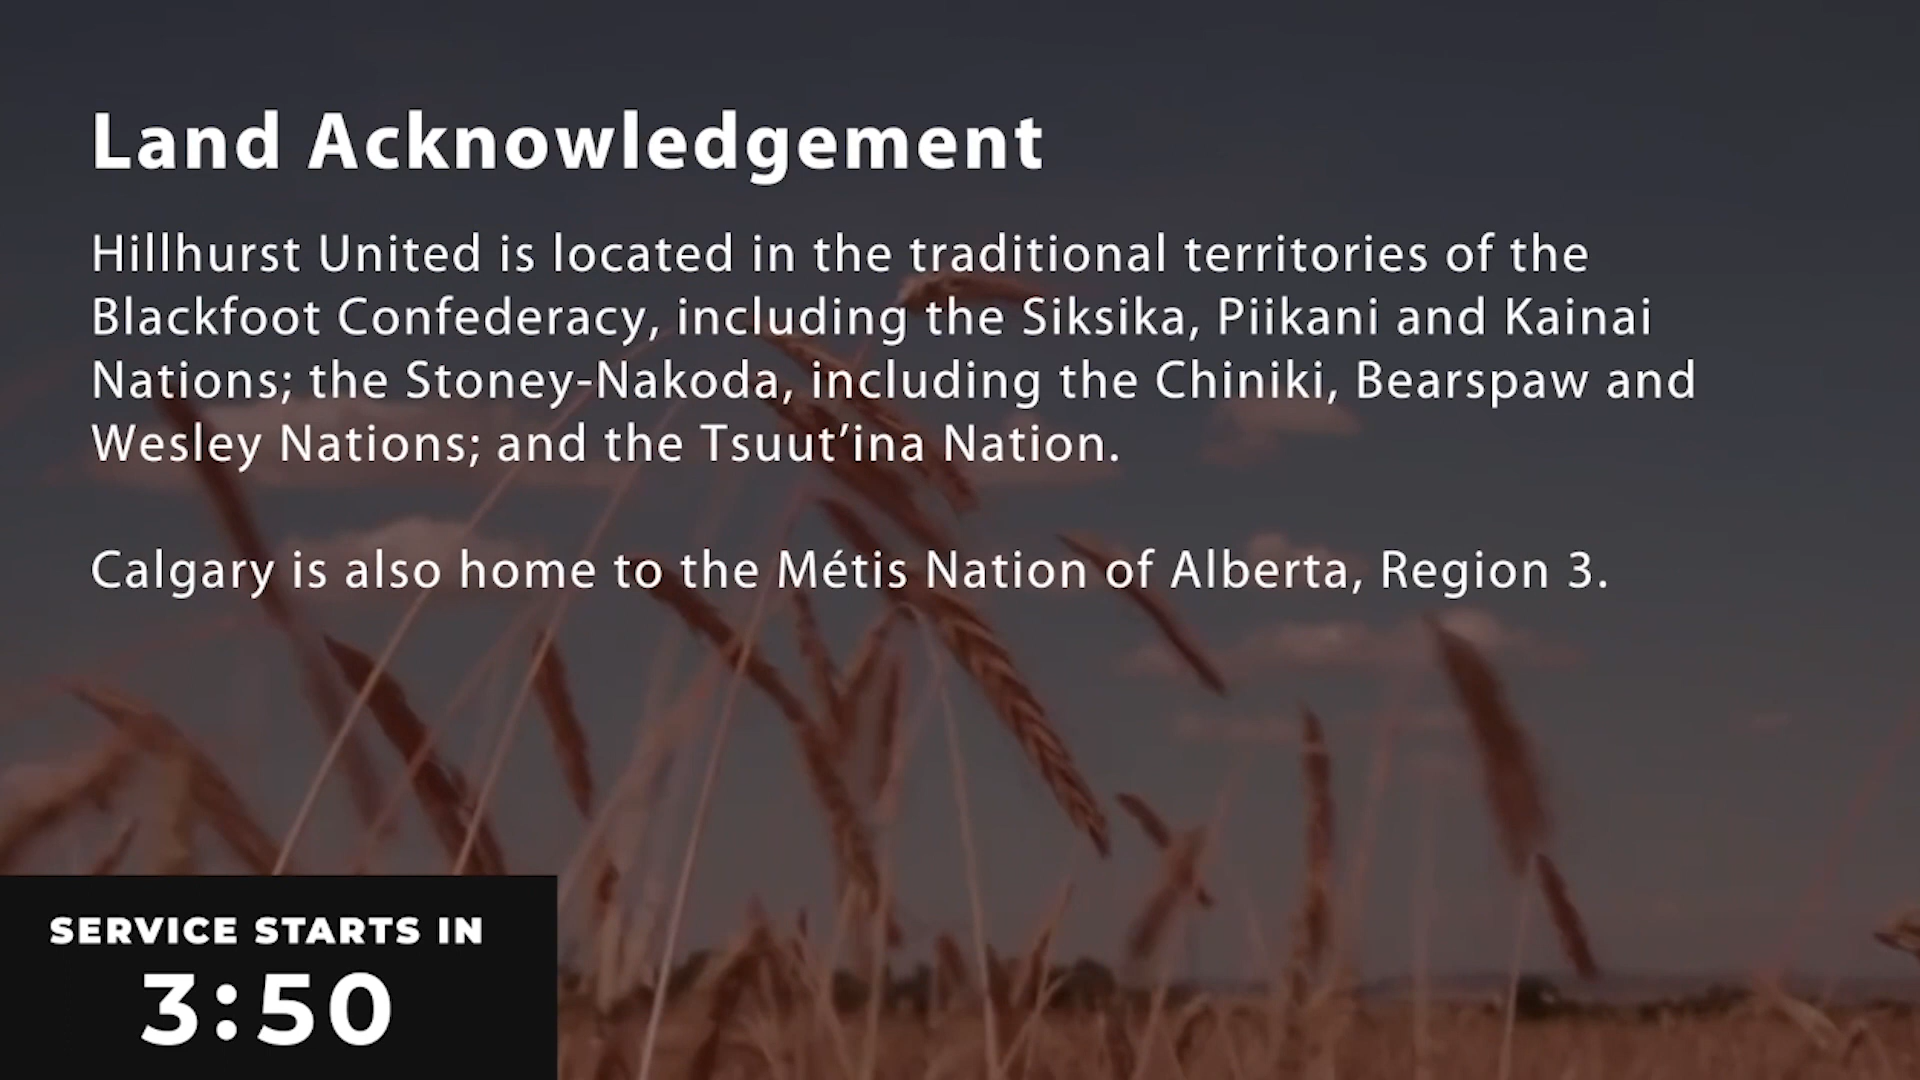 Land Acknowledgement
Hillhurst United is located in the traditional territories of the
Blackfoot Confederacy, including the Siksika, Piikani and Kainai
Nations; the Stoney-Nakoda, including the Chiniki, Bearspaw and
Wesley Nations; and the Tsuut’ina Nation.
Calgary is also home to the Métis Nation of Alberta, Region 3.
SERVICE STARTS IN
3:50